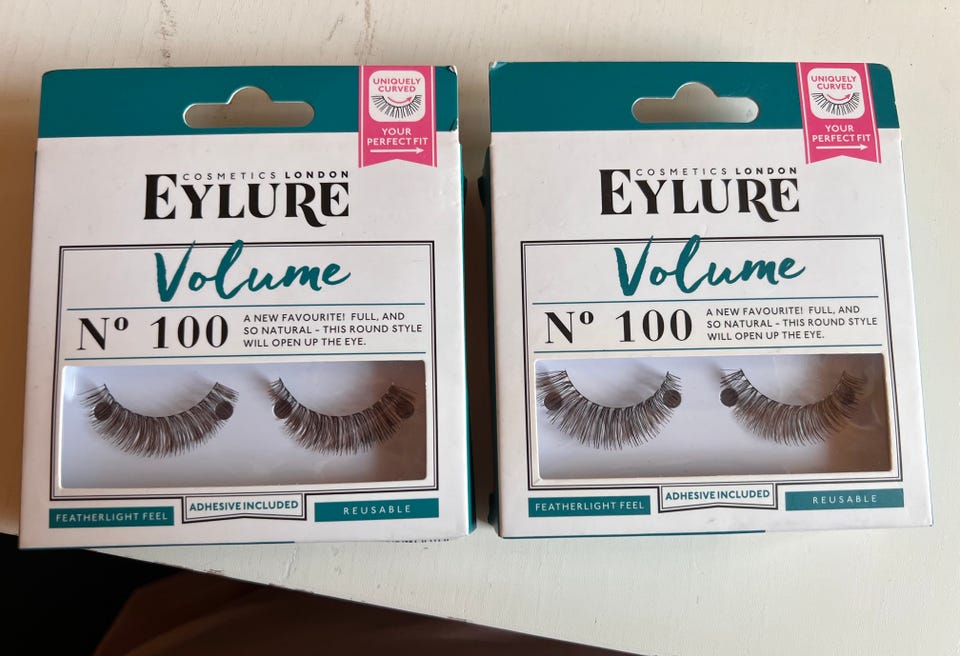 UNIQUELY
CURVED
YOUR
PERFECT FIT
COSMETICS LONDON
EYLURE
Volume
Nº 100
A NEW FAVOURITE! FULL, AND
SO NATURAL - THIS ROUND STYLE
WILL OPEN UP THE EYE.
FEATHERLIGHT FEEL
ADHESIVE INCLUDED
REUSABLE
UNIQUELY
CURVED
YOUR
PERFECT FIT
COSMETICS LONDON
EYLURE
Volume
Nº 100
A NEW FAVOURITE! FULL, AND
SO NATURAL - THIS ROUND STYLE
WILL OPEN UP THE EYE.
FEATHERLIGHT FEEL
ADHESIVE INCLUDED
REUSABLE